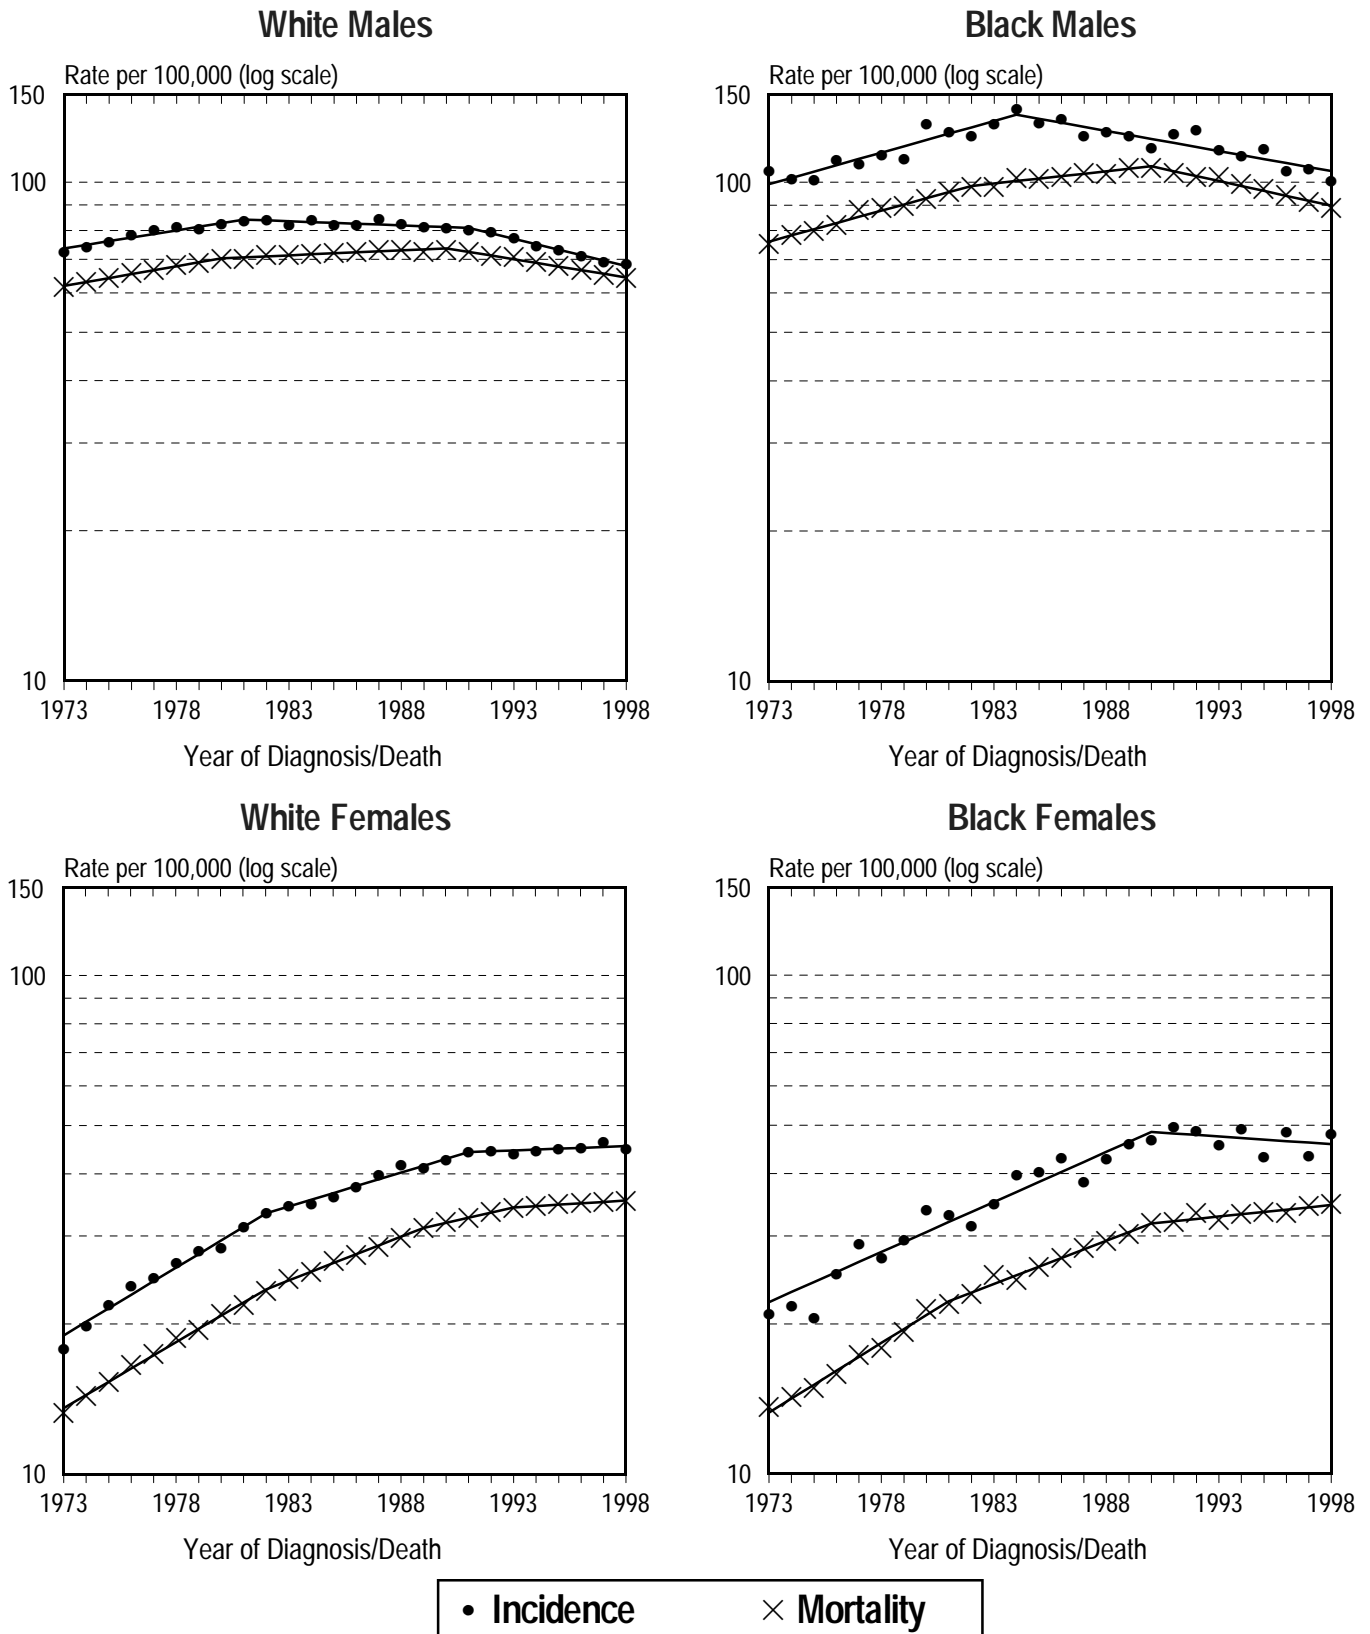 White Males
Rate per 100,000 (log scale)
150
100
10
1973 1978 1983 1988 1993 1998
Year of Diagnosis/Death
Black Males
Rate per 100,000 (log scale)
150
100
10
1973 1978 1983 1988 1993 1998
Year of Diagnosis/Death
White Females
Rate per 100,000 (log scale)
150
100
10
1973 1978 1983 1988 1993 1998
Year of Diagnosis/Death
Black Females
Rate per 100,000 (log scale)
150
100
10
1973 1978 1983 1988 1993 1998
Year of Diagnosis/Death
Incidence Mortality